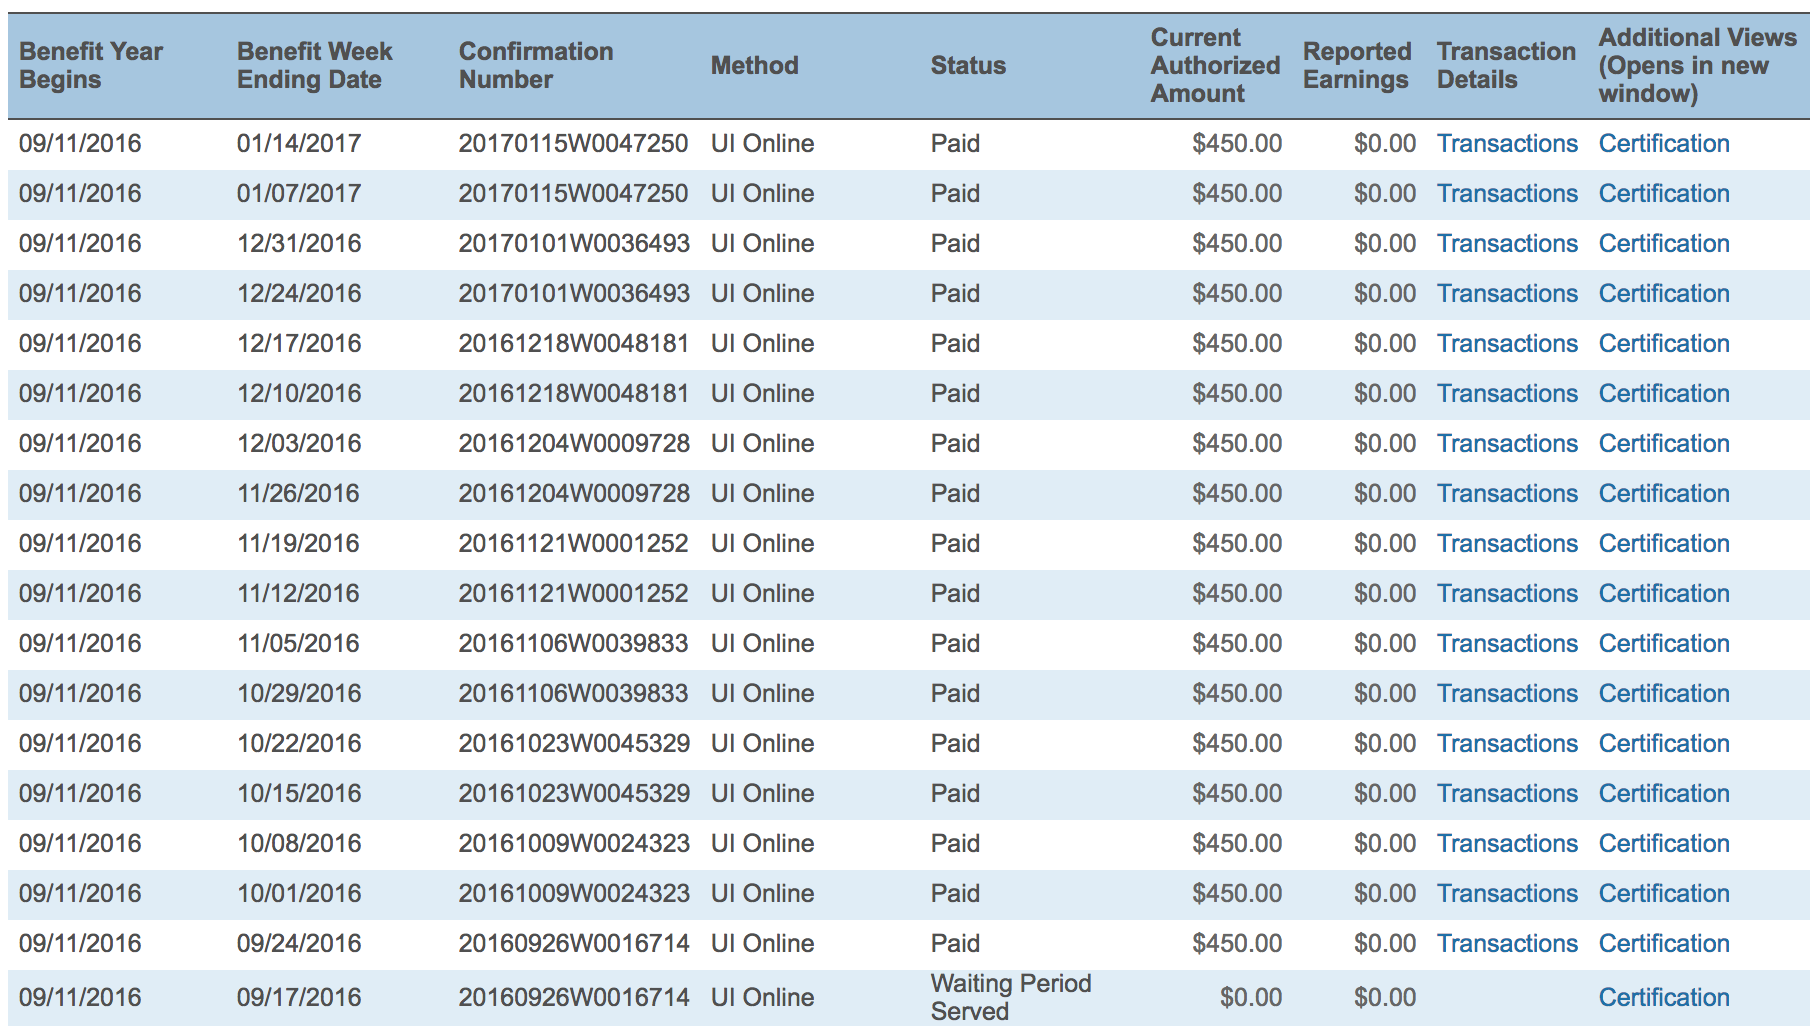 Benefit Year Begins Benefit Week Ending Date Confirmation Number Method Status Current Authorized Amount Reported Earnings Transaction Details Additional Views (Opens in new window)
09/11/2016 01/14/2017 20170115W0047250 UI Online Paid $450.00 $0.00 Transactions Certification
09/11/2016 01/07/2017 20170115W0047250 UI Online Paid $450.00 $0.00 Transactions Certification
09/11/2016 12/31/2016 20170101W0036493 UI Online Paid $450.00 $0.00 Transactions Certification
09/11/2016 12/24/2016 20170101W0036493 UI Online Paid $450.00 $0.00 Transactions Certification
09/11/2016 12/17/2016 20161218W0048181 UI Online Paid $450.00 $0.00 Transactions Certification
09/11/2016 12/10/2016 20161218W0048181 UI Online Paid $450.00 $0.00 Transactions Certification
09/11/2016 12/03/2016 20161204W0009728 UI Online Paid $450.00 $0.00 Transactions Certification
09/11/2016 11/26/2016 20161204W0009728 UI Online Paid $450.00 $0.00 Transactions Certification
09/11/2016 11/19/2016 20161121W0001252 UI Online Paid $450.00 $0.00 Transactions Certification
09/11/2016 11/12/2016 20161121W0001252 UI Online Paid $450.00 $0.00 Transactions Certification
09/11/2016 11/05/2016 20161106W0039833 UI Online Paid $450.00 $0.00 Transactions Certification
09/11/2016 10/29/2016 20161106W0039833 UI Online Paid $450.00 $0.00 Transactions Certification
09/11/2016 10/22/2016 20161023W0045329 UI Online Paid $450.00 $0.00 Transactions Certification
09/11/2016 10/15/2016 20161023W0045329 UI Online Paid $450.00 $0.00 Transactions Certification
09/11/2016 10/08/2016 20161009W0024323 UI Online Paid $450.00 $0.00 Transactions Certification
09/11/2016 10/01/2016 20161009W0024323 UI Online Paid $450.00 $0.00 Transactions Certification
09/11/2016 09/24/2016 20160926W0016714 UI Online Paid $450.00 $0.00 Transactions Certification
09/11/2016 09/17/2016 20160926W0016714 UI Online Waiting Period Served $0.00 $0.00 Certification